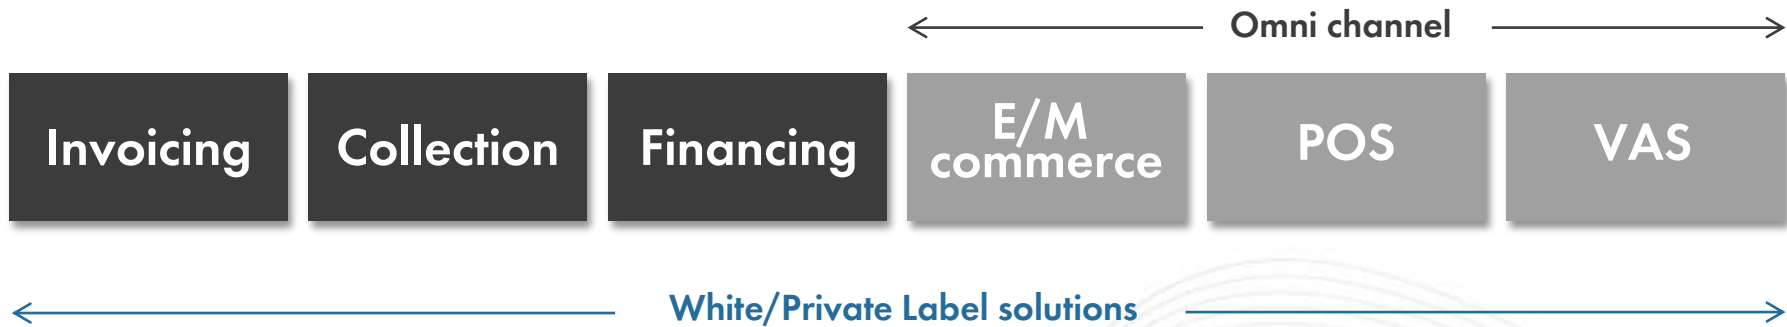 Omni channel
Invoicing
Collection
Financing
E/M
commerce
POS
VAS
White/Private Label solutions